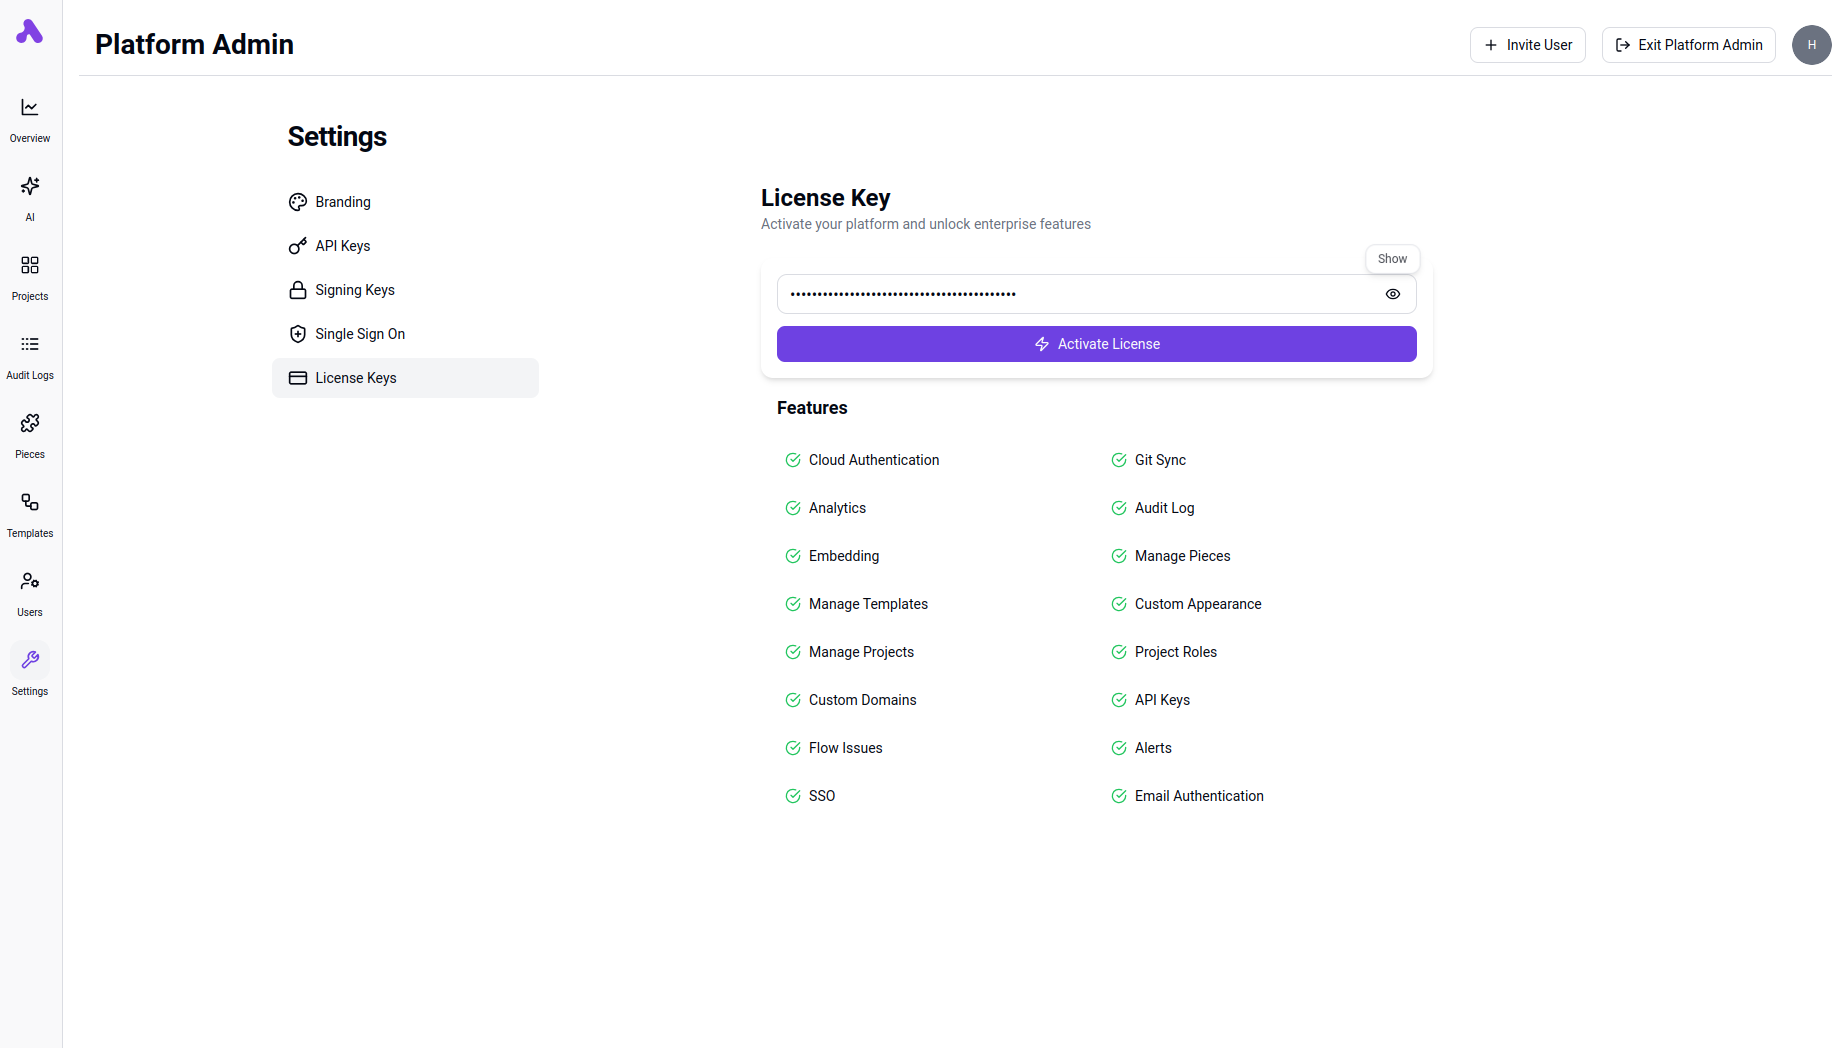 Platform Admin
Invite User
Exit Platform Admin
H
Overview
AI
Projects
Audit Logs
Pieces
Templates
Users
Settings
Settings
Branding
API Keys
Signing Keys
Single Sign On
License Keys
License Key
Activate your platform and unlock enterprise features
Show
••••••••••••••••••••••••••••••••••••••••••
Activate License
Features
Cloud Authentication
Git Sync
Analytics
Audit Log
Embedding
Manage Pieces
Manage Templates
Custom Appearance
Manage Projects
Project Roles
Custom Domains
API Keys
Flow Issues
Alerts
SSO
Email Authentication